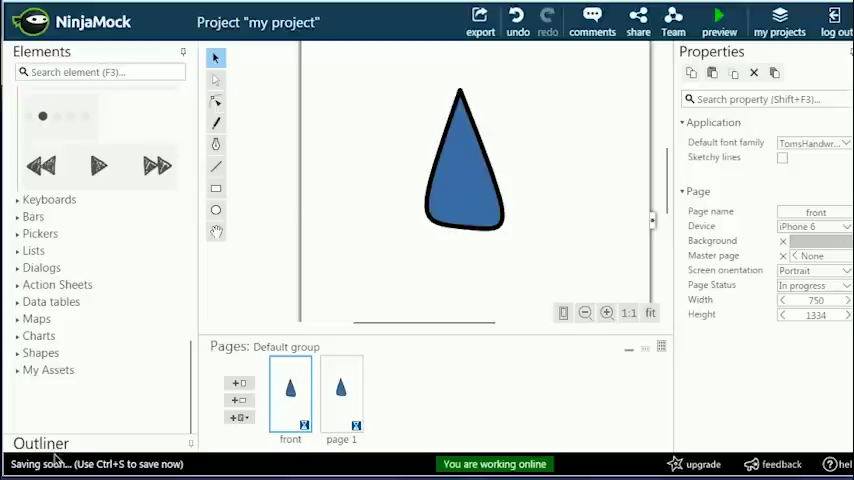 NinjaMock
Project "my project"
export
undo
redo
comments
share
Team
preview
my projects
log out
Elements
Search element (F3)...
Keyboards
Bars
Pickers
Lists
Dialogs
Action Sheets
Data tables
Maps
Charts
Shapes
My Assets
Outliner
1:1
fit
Pages: Default group
front
page 1
Properties
Search property (Shift+F3)...
Application
Default font family TomsHandwr...
Sketchy lines
Page
Page name front
Device iPhone 6
Background
Master page None
Screen orientation Portrait
Page Status In progress
Width 750
Height 1334
Saving soon... (Use Ctrl+S to save now)
You are working online
upgrade
feedback
hel